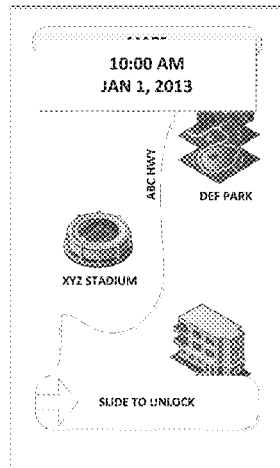 10:00 AM
JAN 1, 2013
ABC HWY
DEF PARK
XYZ STADIUM
SLIDE TO UNLOCK